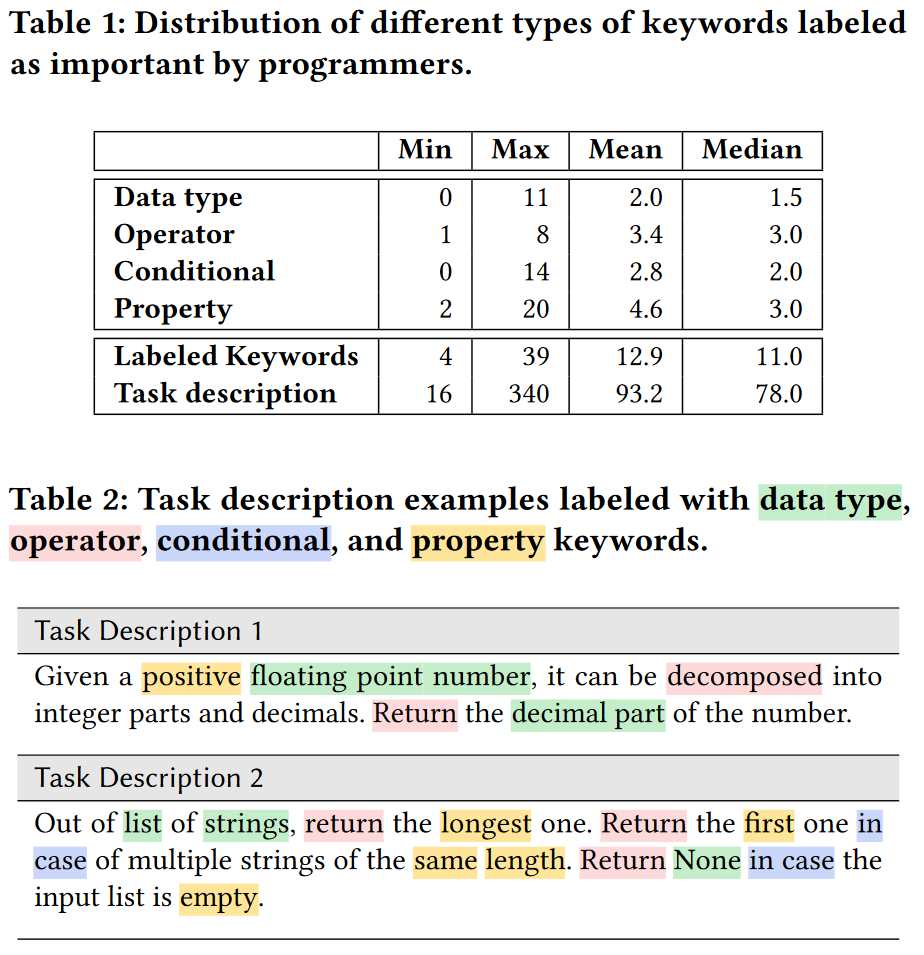 Table 1: Distribution of different types of keywords labeled
as important by programmers.
Min Max Mean Median
Data type 0 11 2.0 1.5
Operator 1 8 3.4 3.0
Conditional 0 14 2.8 2.0
Property 2 20 4.6 3.0
Labeled Keywords 4 39 12.9 11.0
Task description 16 340 93.2 78.0
Table 2: Task description examples labeled with data type,
operator, conditional, and property keywords.
Task Description 1
Given a positive floating point number, it can be decomposed into
integer parts and decimals. Return the decimal part of the number.
Task Description 2
Out of list of strings, return the longest one. Return the first one in
case of multiple strings of the same length. Return None in case the
input list is empty.